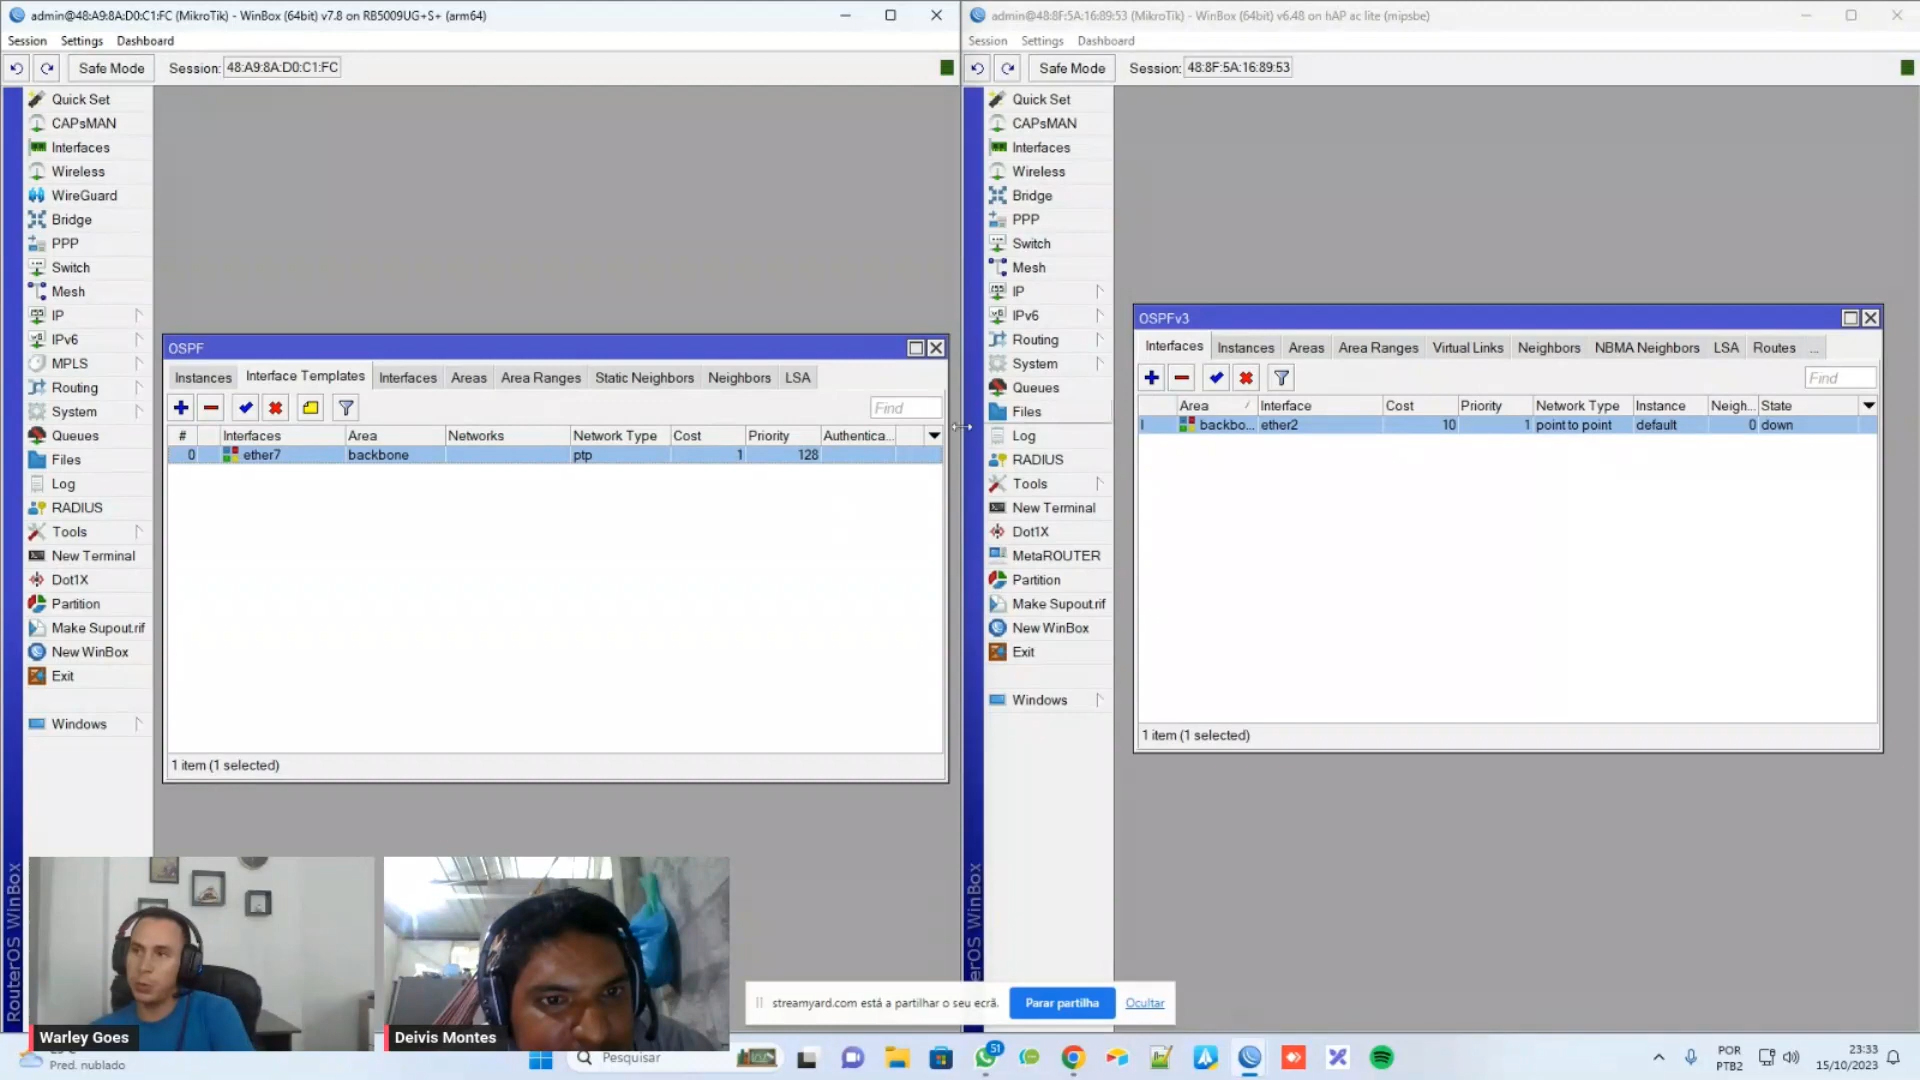 admin@48:A9:8A:D0:C1:FC (MikroTik) - WinBox (64bit) v7.8 on RB5009UG+S+ (arm64)
Session Settings Dashboard
Safe Mode Session: 48:A9:8A:D0:C1:FC
Quick Set
CAPsMAN
Interfaces
Wireless
WireGuard
Bridge
PPP
Switch
Mesh
IP
IPv6
MPLS
Routing
System
Queues
Files
Log
RADIUS
Tools
New Terminal
Dot1X
Partition
Make Supout.rif
New WinBox
Exit
Windows
RouterOS WinBox
OSPF
Instances Interface Templates Interfaces Areas Area Ranges Static Neighbors Neighbors LSA
Find
# Interfaces Area Networks Network Type Cost Priority Authentica...
0 ether7 backbone ptp 1 128
1 item (1 selected)
admin@48:8F:5A:16:89:53 (MikroTik) - WinBox (64bit) v6.48 on hAP ac lite (mipsbe)
Session Settings Dashboard
Safe Mode Session: 48:8F:5A:16:89:53
Quick Set
CAPsMAN
Interfaces
Wireless
Bridge
PPP
Switch
Mesh
IP
IPv6
Routing
System
Queues
Files
Log
RADIUS
Tools
New Terminal
Dot1X
MetaROUTER
Partition
Make Supout.rif
New WinBox
Exit
Windows
erOS WinBox
OSPFv3
Interfaces Instances Areas Area Ranges Virtual Links Neighbors NBMA Neighbors LSA Routes ...
Find
Area Interface Cost Priority Network Type Instance Neigh... State
I backbo... ether2 10 1 point to point default 0 down
1 item (1 selected)
Warley Goes
Deivis Montes
streamyard.com está a partilhar o seu ecrã. Parar partilha Ocultar
Pred. nublado
Pesquisar
51
POR
PTB2
23:33
15/10/2023